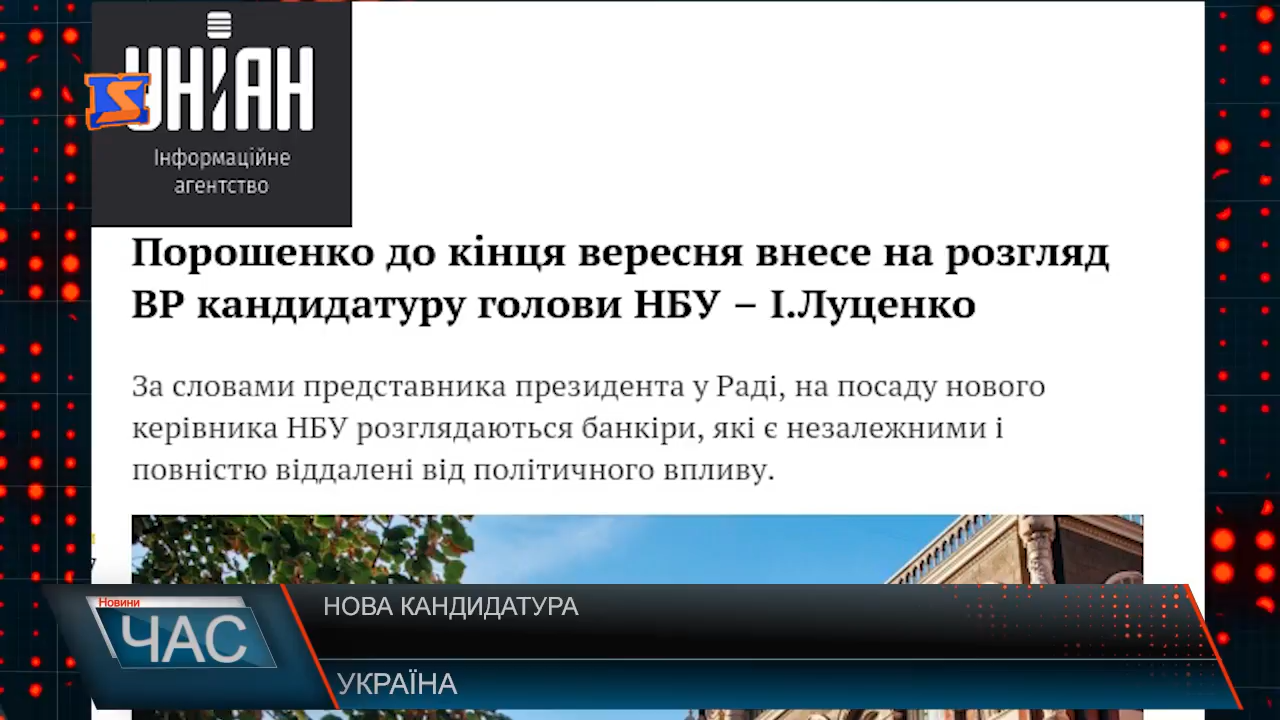 УНІАН
Інформаційне
агентство
Порошенко до кінця вересня внесе на розгляд
ВР кандидатуру голови НБУ – І.Луценко
За словами представника президента у Раді, на посаду нового
керівника НБУ розглядаються банкіри, які є незалежними і
повністю віддалені від політичного впливу.
Новини
ЧАС
НОВА КАНДИДАТУРА
УКРАЇНА